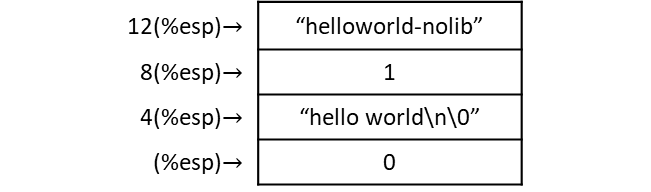 12(%esp)→ “helloworld-nolib”
8(%esp)→ 1
4(%esp)→ “hello world\n\0”
(%esp)→ 0